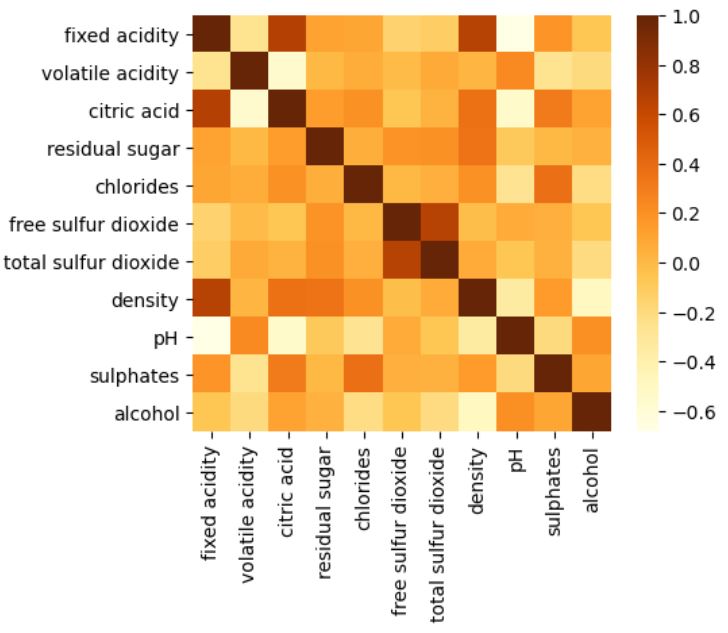 fixed acidity
volatile acidity
citric acid
residual sugar
chlorides
free sulfur dioxide
total sulfur dioxide
density
pH
sulphates
alcohol
fixed acidity
volatile acidity
citric acid
residual sugar
chlorides
free sulfur dioxide
total sulfur dioxide
density
pH
sulphates
alcohol
1.0
0.8
0.6
0.4
0.2
0.0
−0.2
−0.4
−0.6